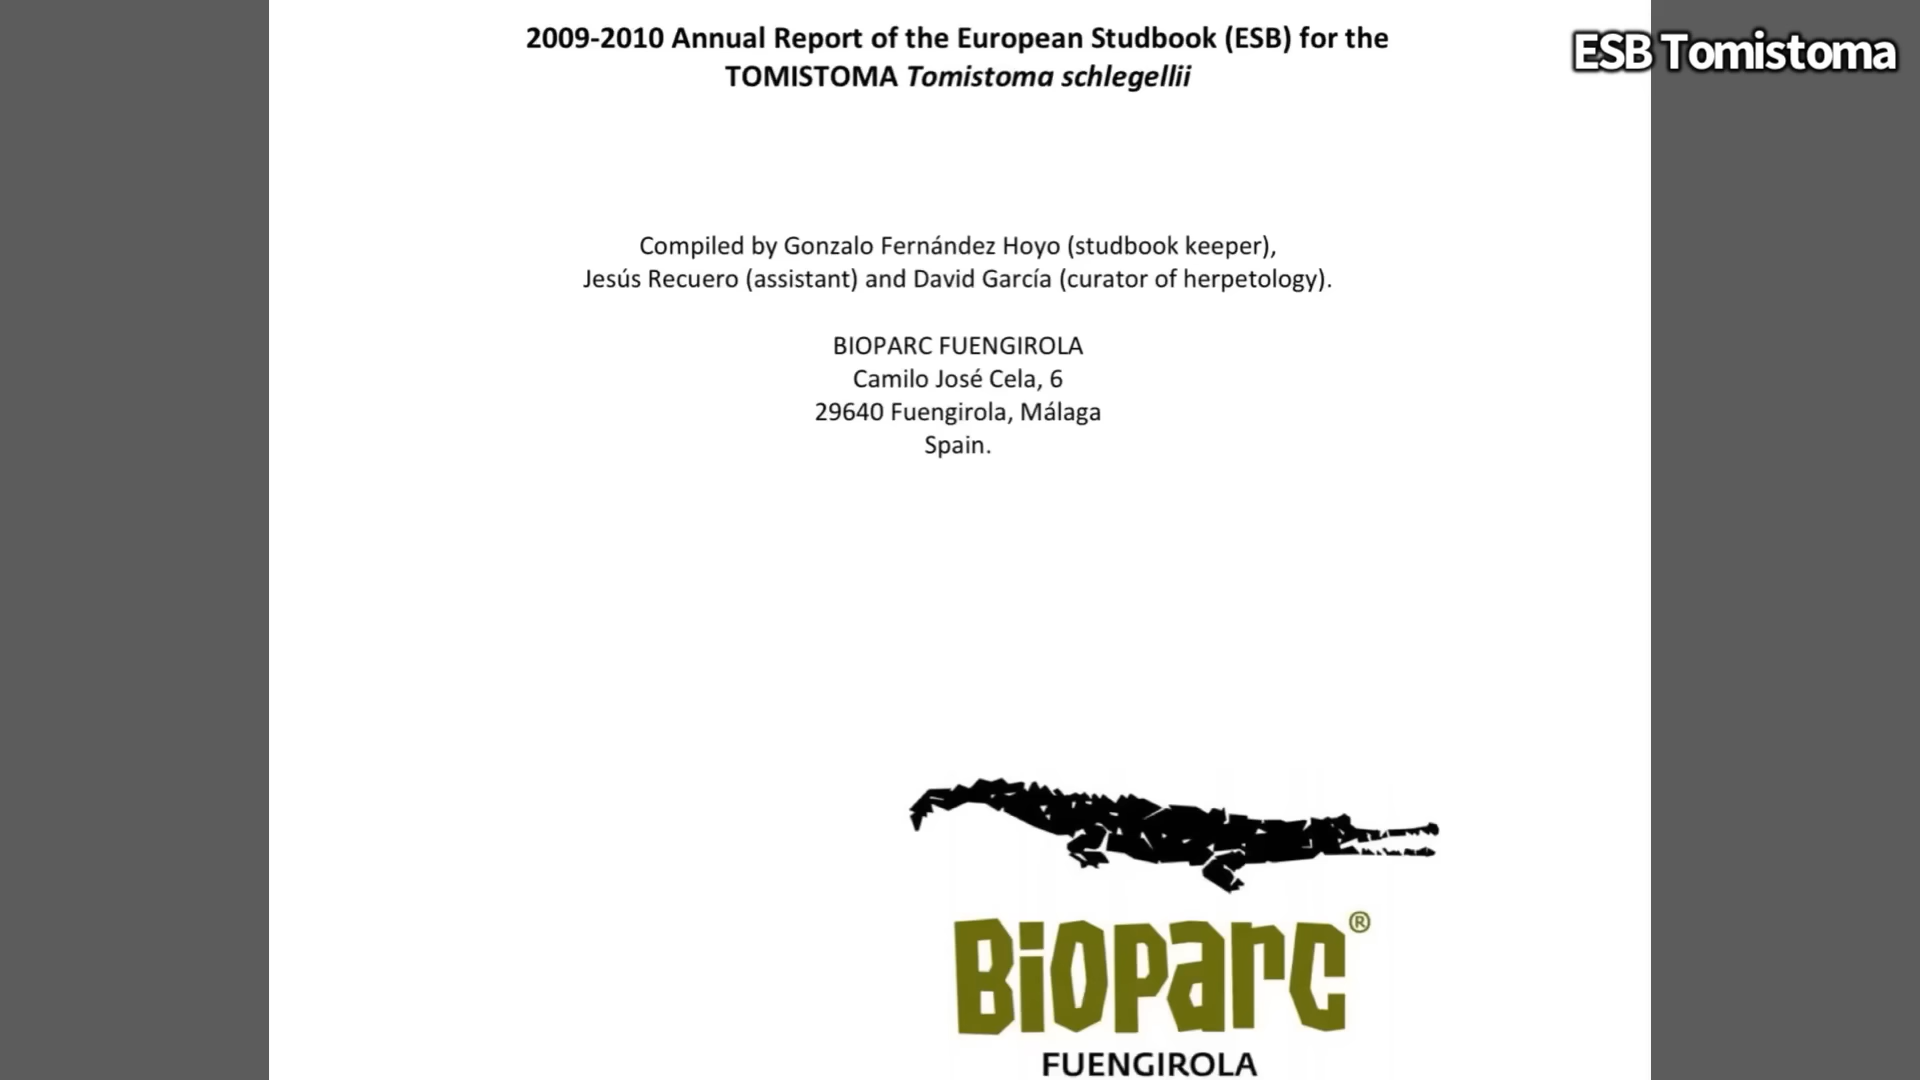 2009-2010 Annual Report of the European Studbook (ESB) for the
TOMISTOMA Tomistoma schlegellii
ESB Tomistoma
Compiled by Gonzalo Fernández Hoyo (studbook keeper),
Jesús Recuero (assistant) and David García (curator of herpetology).
BIOPARC FUENGIROLA
Camilo José Cela, 6
29640 Fuengirola, Málaga
Spain.
Bioparc®
FUENGIROLA